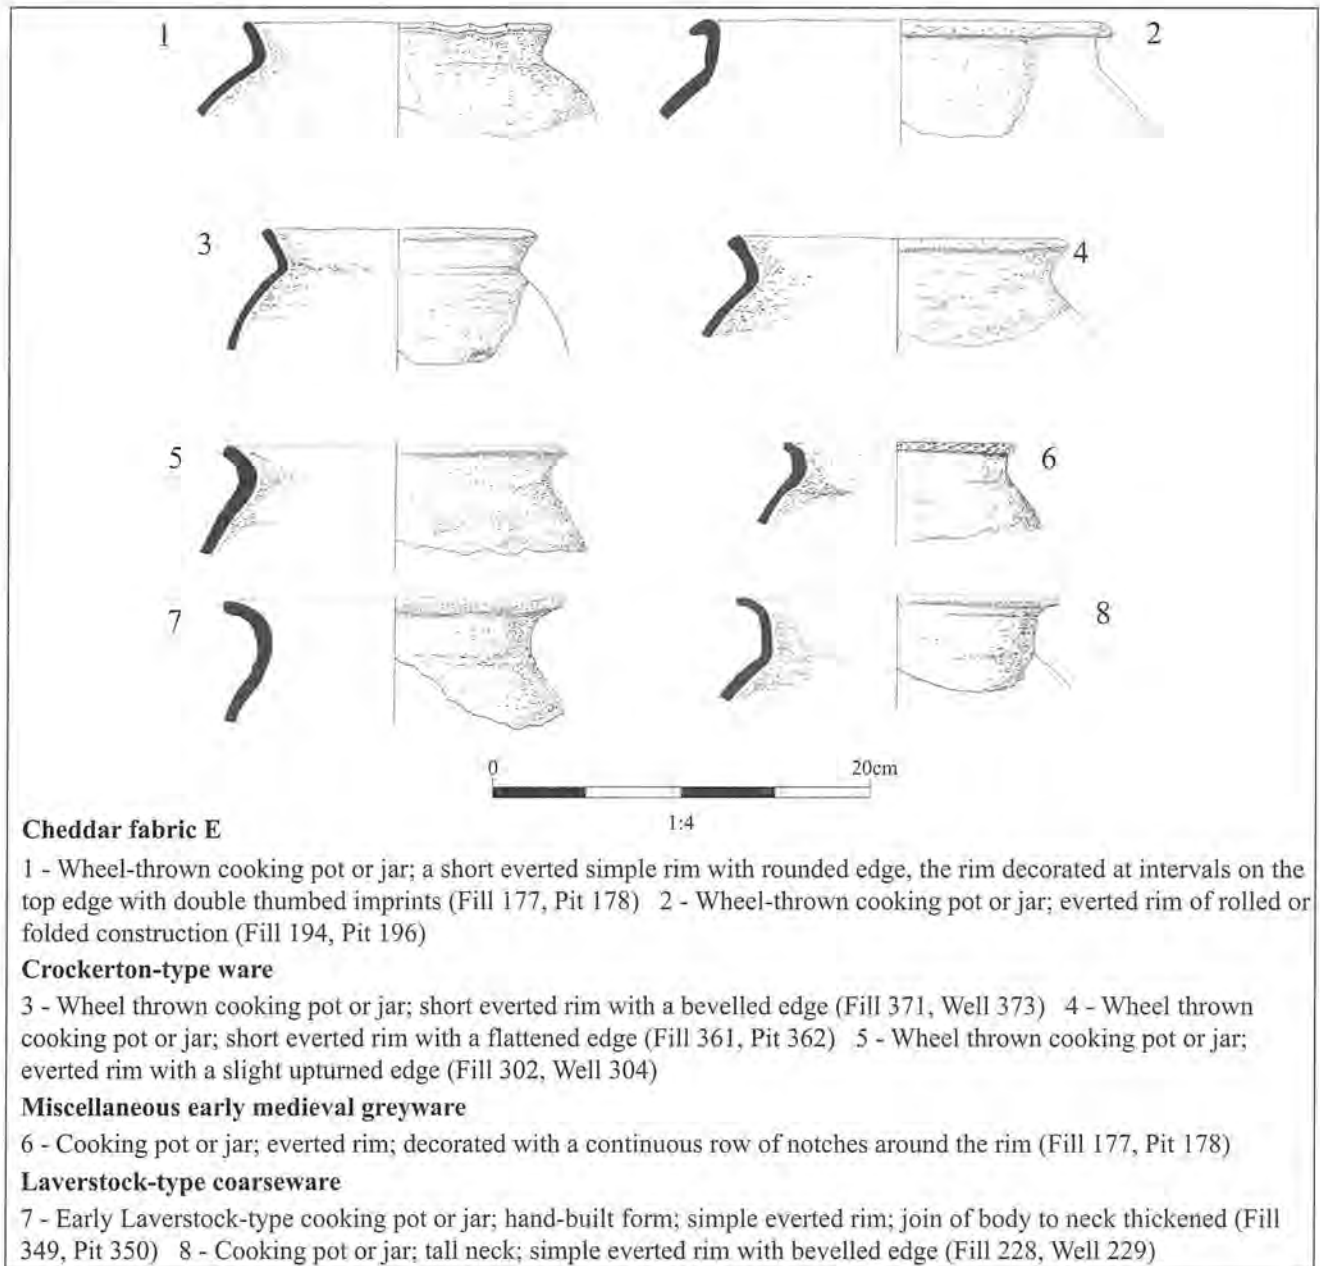 1
2
3
4
5
6
7
8
0 20cm
1:4
Cheddar fabric E
1 - Wheel-thrown cooking pot or jar; a short everted simple rim with rounded edge, the rim decorated at intervals on the
top edge with double thumbed imprints (Fill 177, Pit 178) 2 - Wheel-thrown cooking pot or jar; everted rim of rolled or
folded construction (Fill 194, Pit 196)
Crockerton-type ware
3 - Wheel thrown cooking pot or jar; short everted rim with a bevelled edge (Fill 371, Well 373) 4 - Wheel thrown
cooking pot or jar; short everted rim with a flattened edge (Fill 361, Pit 362) 5 - Wheel thrown cooking pot or jar;
everted rim with a slight upturned edge (Fill 302, Well 304)
Miscellaneous early medieval greyware
6 - Cooking pot or jar; everted rim; decorated with a continuous row of notches around the rim (Fill 177, Pit 178)
Laverstock-type coarseware
7 - Early Laverstock-type cooking pot or jar; hand-built form; simple everted rim; join of body to neck thickened (Fill
349, Pit 350) 8 - Cooking pot or jar; tall neck; simple everted rim with bevelled edge (Fill 228, Well 229)